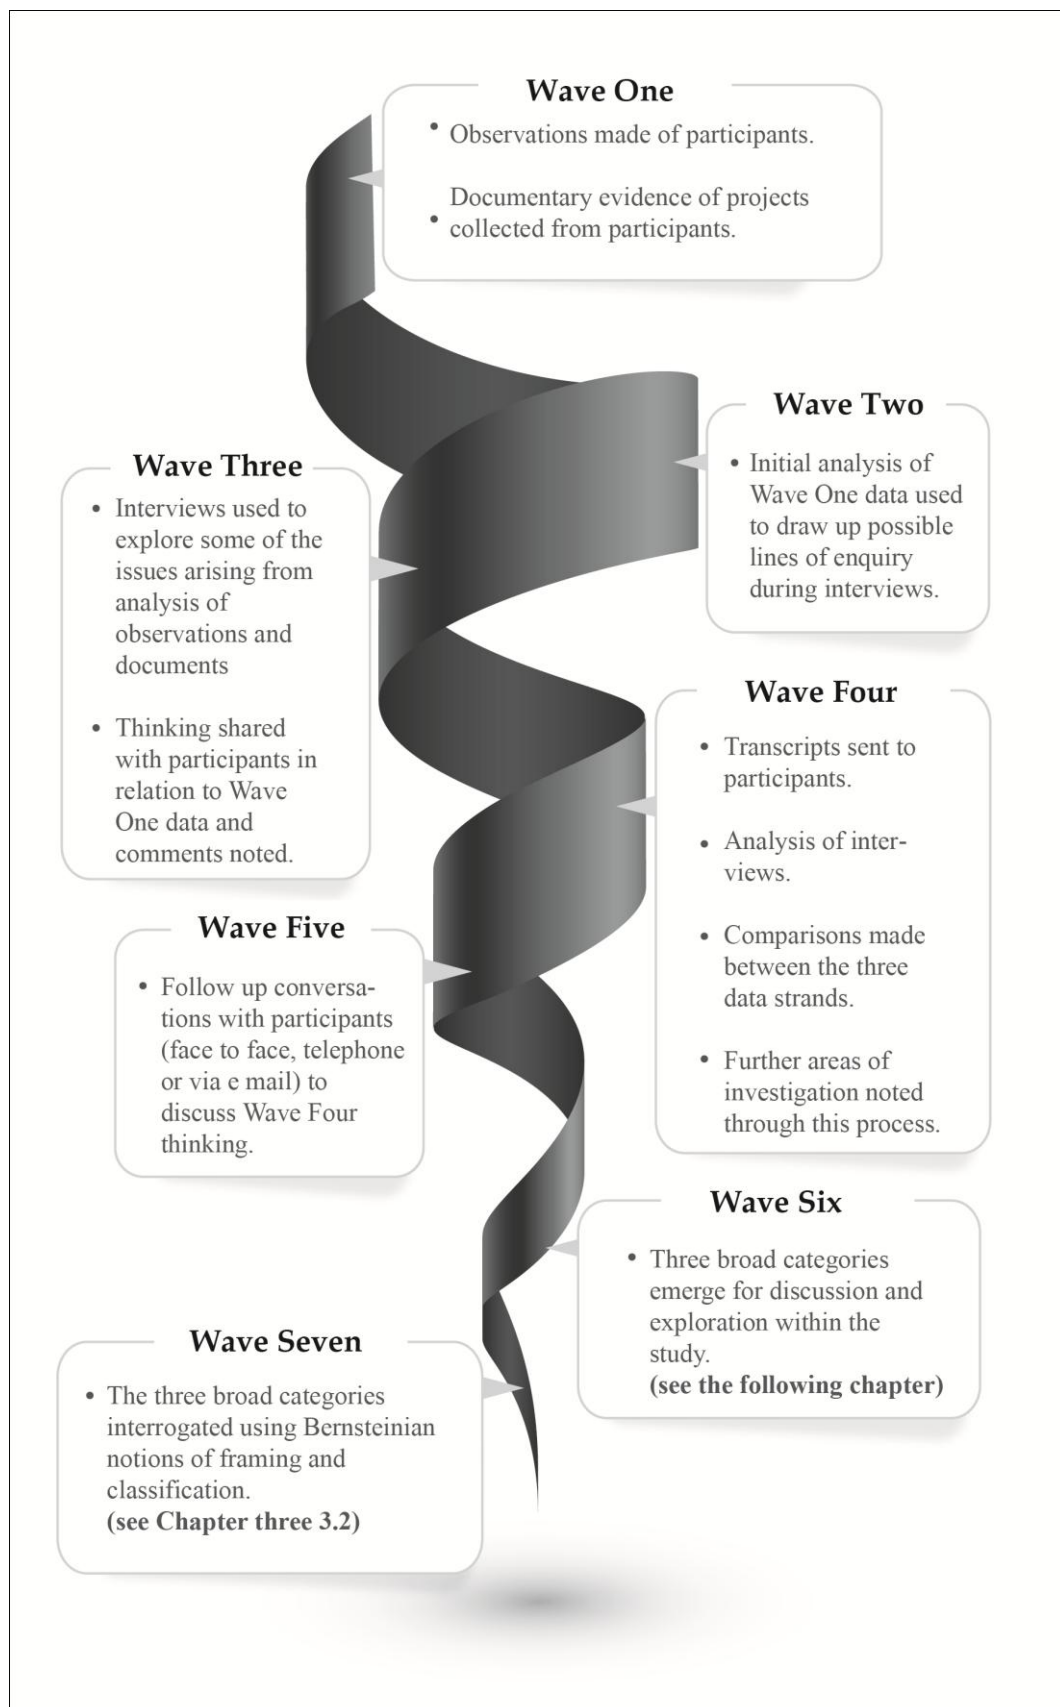 Wave One
• Observations made of participants.
Documentary evidence of projects
• collected from participants.
Wave Two
• Initial analysis of
Wave One data used
to draw up possible
lines of enquiry
during interviews.
Wave Three
• Interviews used to
explore some of the
issues arising from
analysis of
observations and
documents
• Thinking shared
with participants in
relation to Wave
One data and
comments noted.
Wave Four
• Transcripts sent to
participants.
• Analysis of inter-
views.
• Comparisons made
between the three
data strands.
• Further areas of
investigation noted
through this process.
Wave Five
• Follow up conversa-
tions with participants
(face to face, telephone
or via e mail) to
discuss Wave Four
thinking.
Wave Six
• Three broad categories
emerge for discussion and
exploration within the
study.
(see the following chapter)
Wave Seven
• The three broad categories
interrogated using Bernsteinian
notions of framing and
classification.
(see Chapter three 3.2)